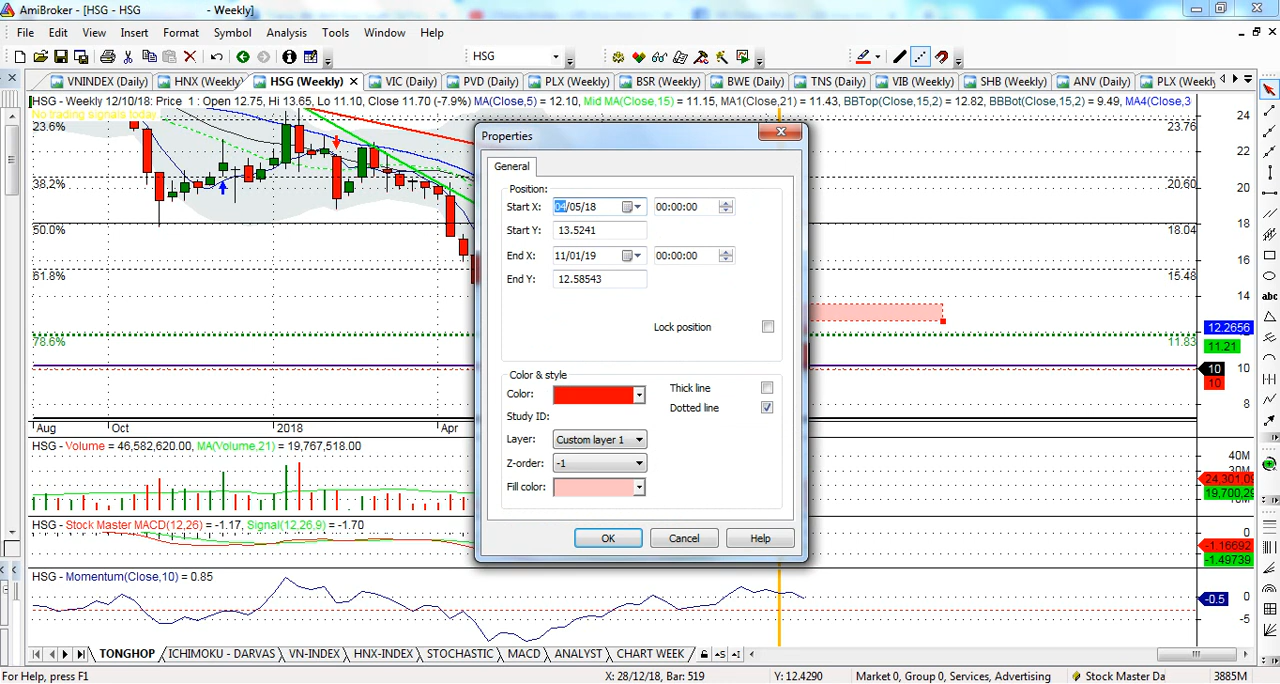 AmiBroker - [HSG - HSG - Weekly]
File Edit View Insert Format Symbol Analysis Tools Window Help
HSG
VNINDEX (Daily) HNX (Weekly) HSG (Weekly) VIC (Daily) PVD (Daily) PLX (Weekly) BSR (Weekly) BWE (Daily) TNS (Daily) VIB (Weekly) SHB (Weekly) ANV (Daily) PLX (Weekly
HSG - Weekly 12/10/18: Price 1 : Open 12.75, Hi 13.65, Lo 11.10, Close 11.70 (-7.9%) MA(Close,5) = 12.10, Mid MA(Close,15) = 11.15, MA1(Close,21) = 11.43, BBTop(Close,15,2) = 12.82, BBBot(Close,15,2) = 9.49, MA4(Close,3
No trading signals today
23.6%
23.76
24
22
38.2%
20.60
20
50.0%
18.04
18
16
61.8%
15.48
14
12.2656
78.6%
11.83
11.21
10
10
10
8
Aug Oct 2018 Apr
Properties
General
Position:
Start X: 04/05/18 00:00:00
Start Y: 13.5241
End X: 11/01/19 00:00:00
End Y: 12.58543
Lock position
Color & style
Color:
Thick line
Dotted line
Study ID:
Layer: Custom layer 1
Z-order: -1
Fill color:
OK Cancel Help
abc
HSG - Volume = 46,582,620.00, MA(Volume,21) = 19,767,518.00
40M
30M
24,301,0
19,700,2
HSG - Stock Master MACD(12,26) = -1.17, Signal(12,26,9) = -1.70
0
-1.16692
-1.49739
HSG - Momentum(Close,10) = 0.85
0
-0.5
-5
TONGHOP ICHIMOKU - DARVAS VN-INDEX HNX-INDEX STOCHASTIC MACD ANALYST CHART WEEK
For Help, press F1 X: 28/12/18, Bar: 519 Y: 12.4290 Market 0, Group 0, Services, Advertising Stock Master Da 3885M